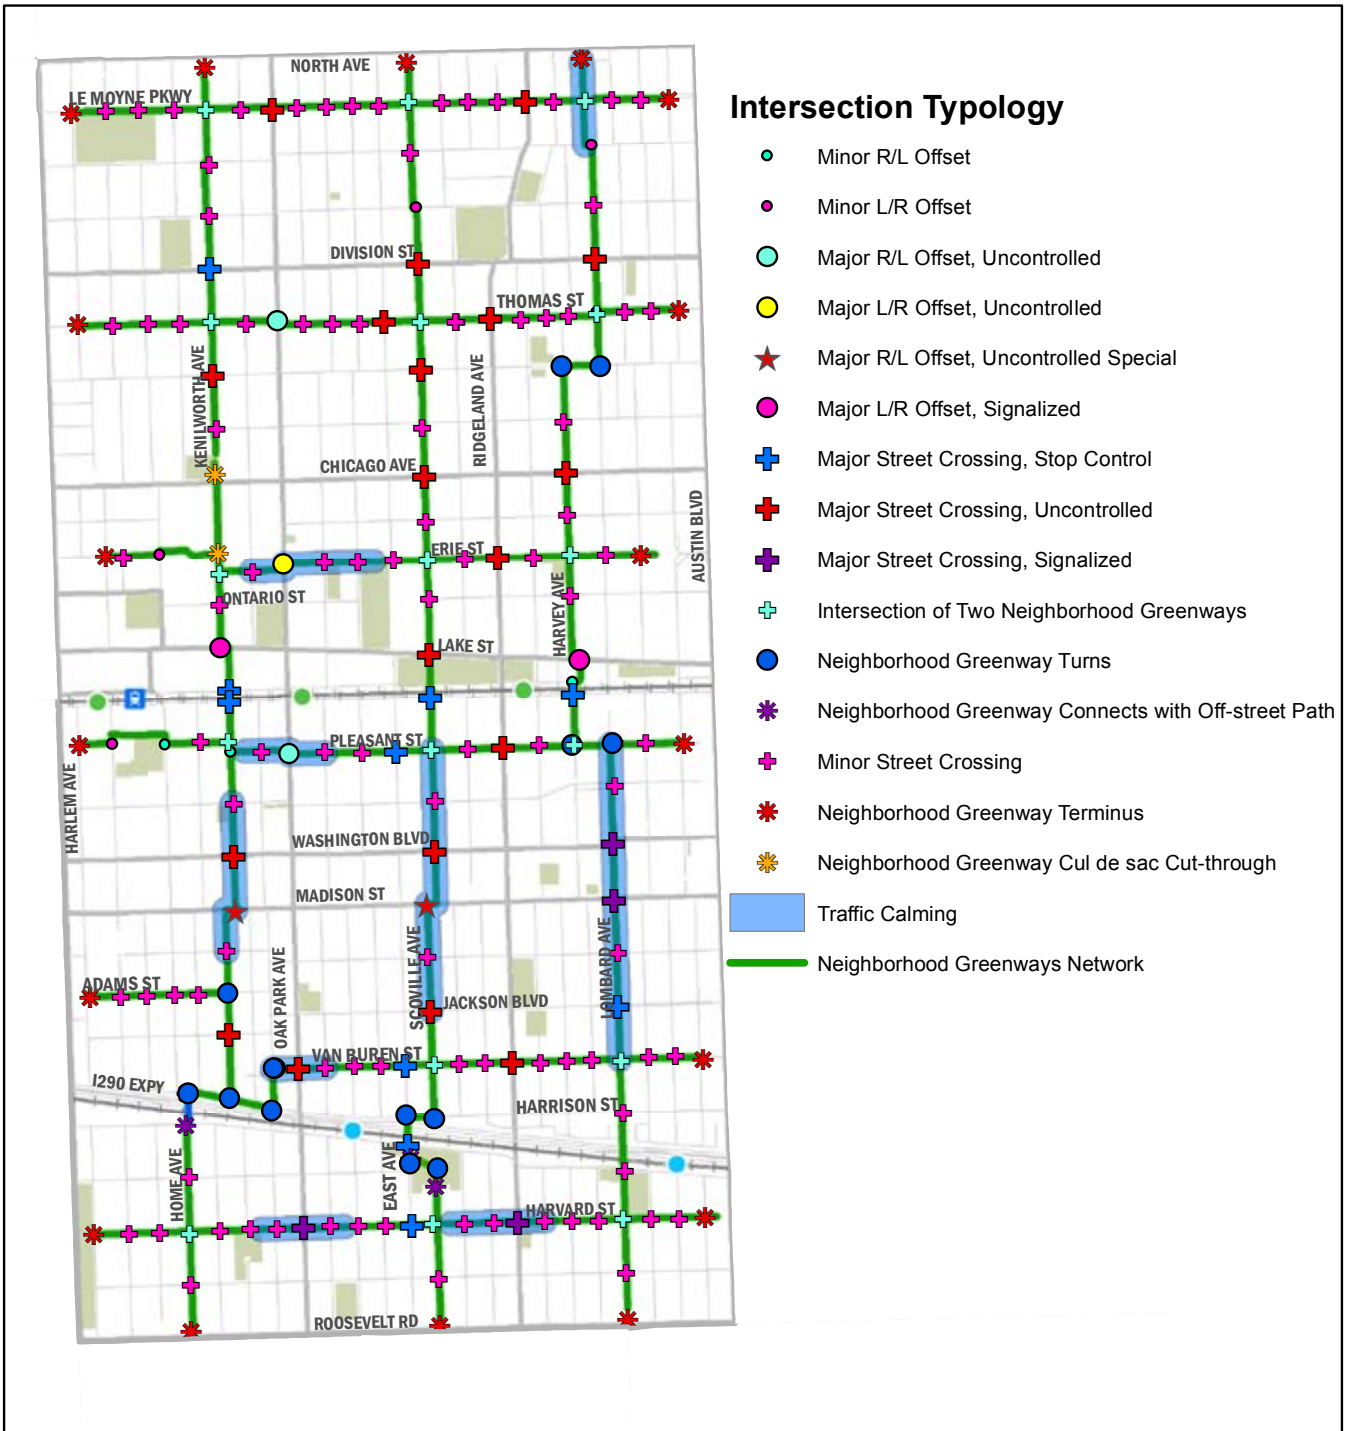 NORTH AVE
LE MOYNE PKWY
DIVISION ST
THOMAS ST
KENILWORTH AVE
RIDGELAND AVE
CHICAGO AVE
AUSTIN BLVD
ERIE ST
ONTARIO ST
HARVEY AVE
LAKE ST
PLEASANT ST
HARLEM AVE
WASHINGTON BLVD
MADISON ST
ADAMS ST
OAK PARK AVE
SCOVILLE AVE
LOMBARD AVE
JACKSON BLVD
VAN BUREN ST
I290 EXPY
HARRISON ST
HOME AVE
EAST AVE
HARVARD ST
ROOSEVELT RD
Intersection Typology
Minor R/L Offset
Minor L/R Offset
Major R/L Offset, Uncontrolled
Major L/R Offset, Uncontrolled
Major R/L Offset, Uncontrolled Special
Major L/R Offset, Signalized
Major Street Crossing, Stop Control
Major Street Crossing, Uncontrolled
Major Street Crossing, Signalized
Intersection of Two Neighborhood Greenways
Neighborhood Greenway Turns
Neighborhood Greenway Connects with Off-street Path
Minor Street Crossing
Neighborhood Greenway Terminus
Neighborhood Greenway Cul de sac Cut-through
Traffic Calming
Neighborhood Greenways Network